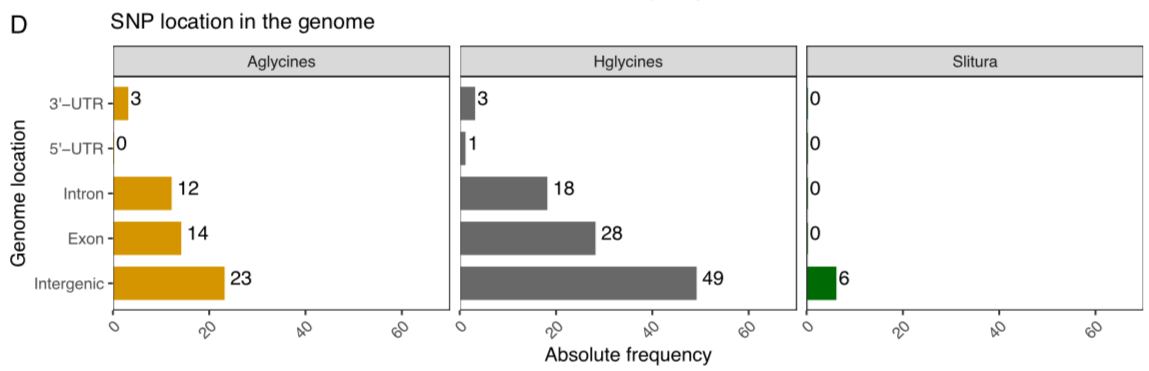 D
SNP location in the genome
Aglycines
Hglycines
Slitura
Genome location
3'−UTR
3
3
0
5'−UTR
0
1
0
Intron
12
18
0
Exon
14
28
0
Intergenic
23
49
6
0 20 40 60
0 20 40 60
0 20 40 60
Absolute frequency